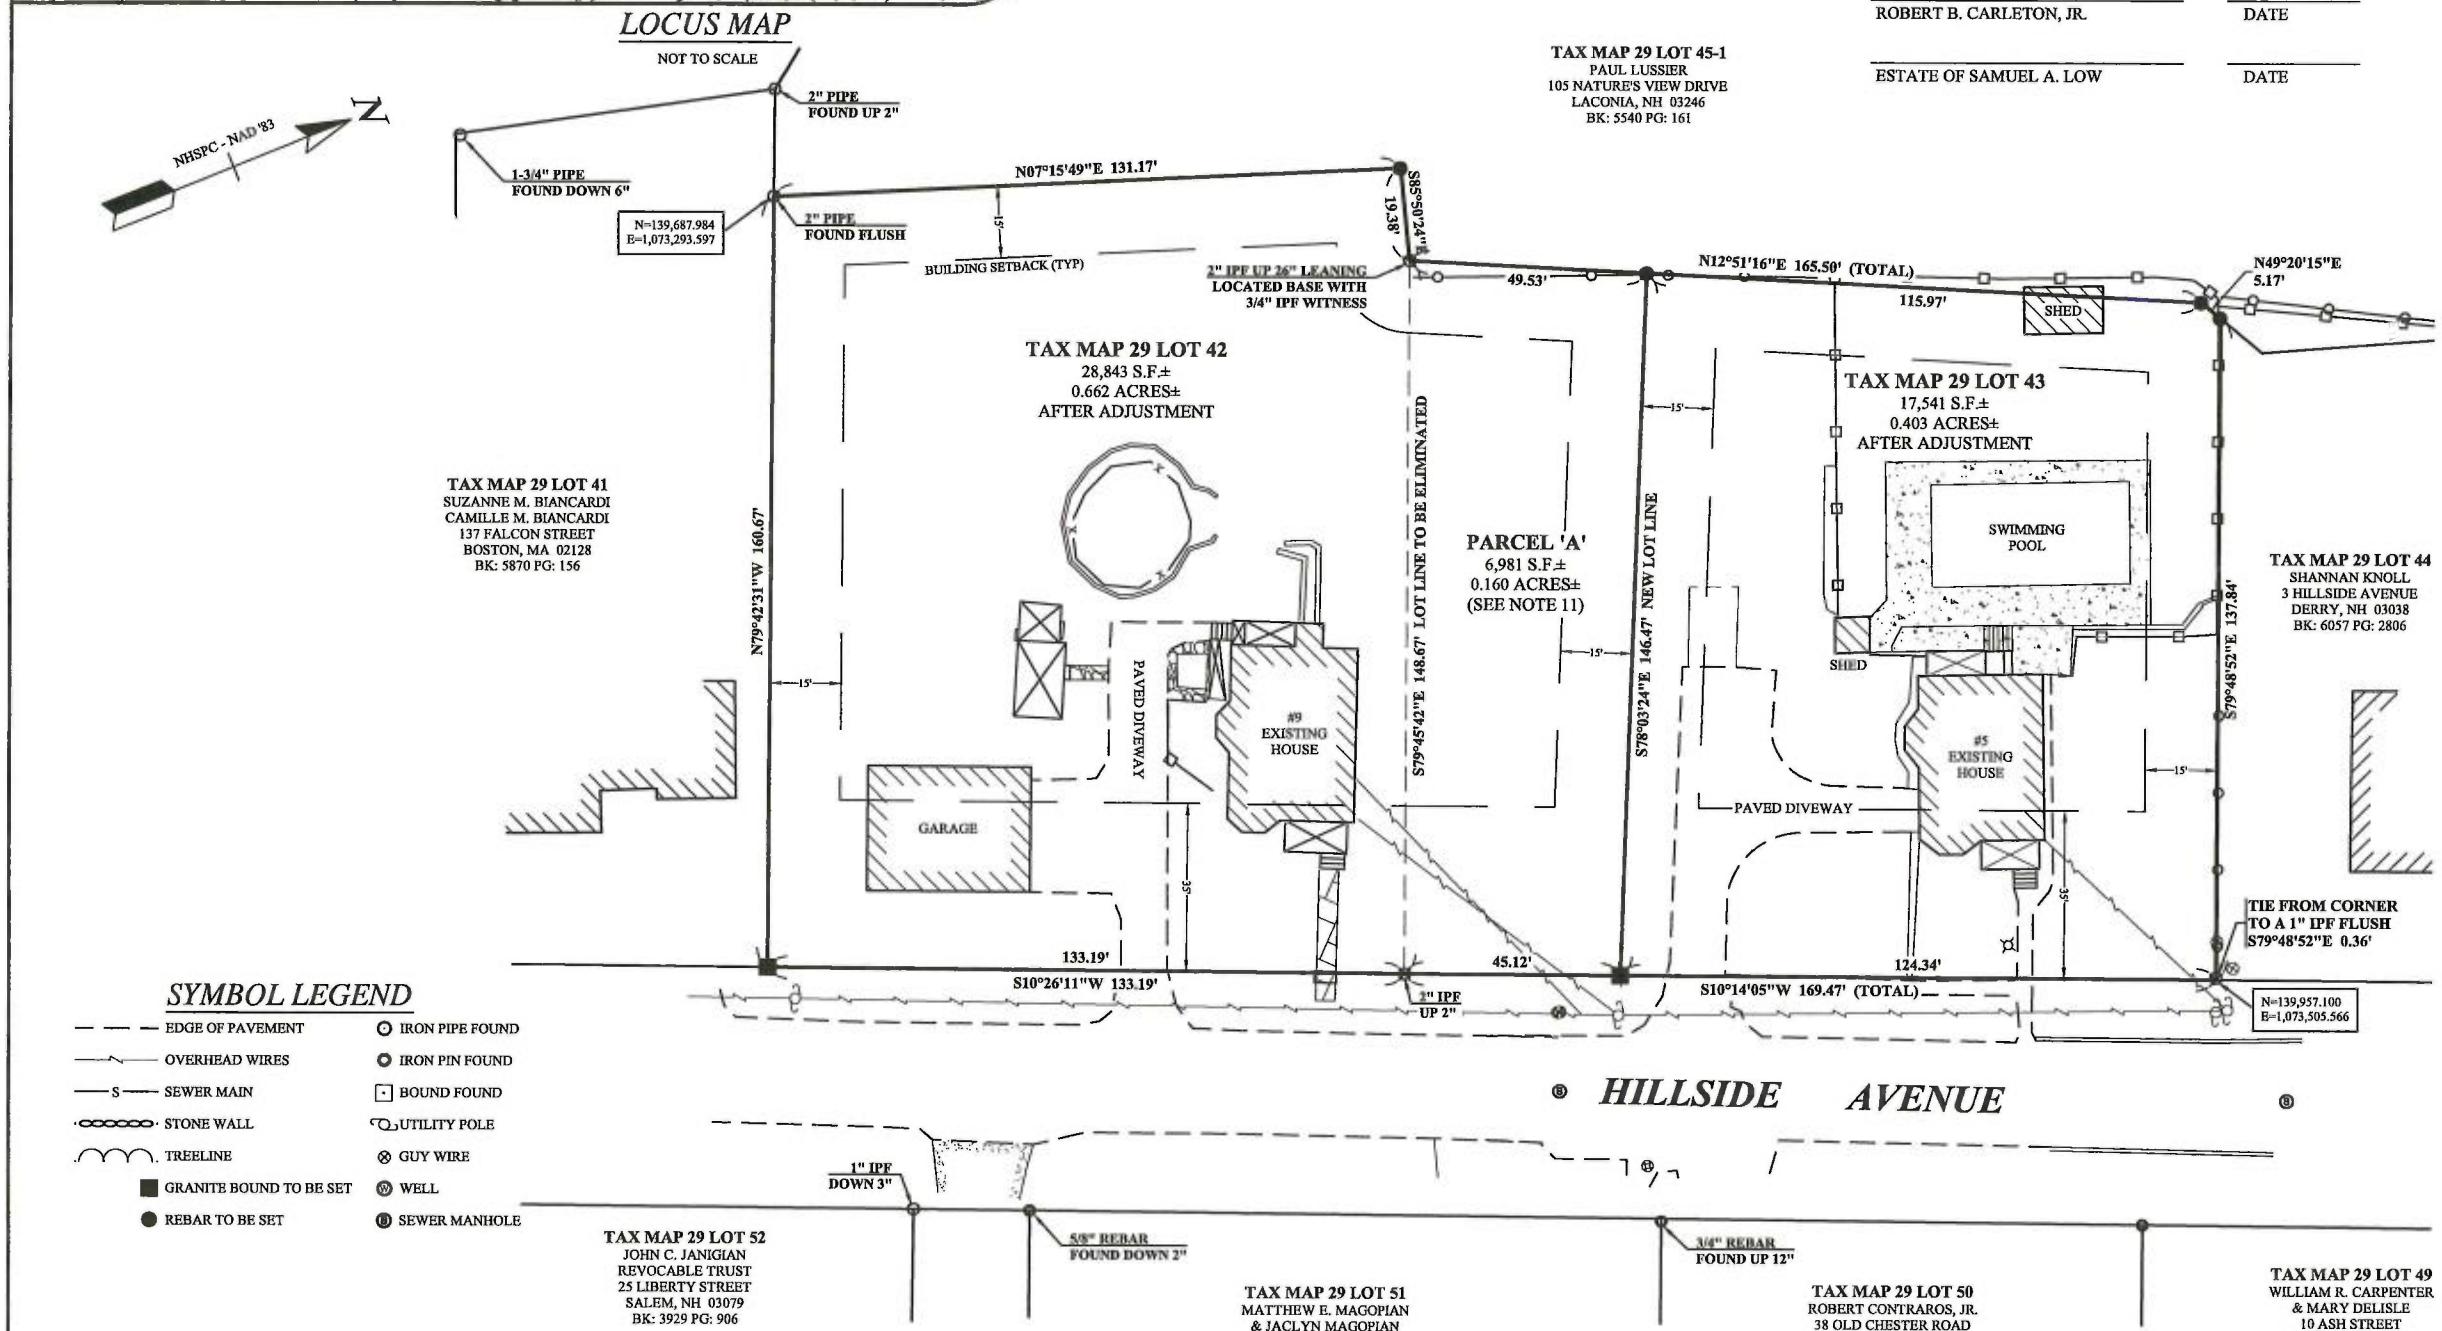 LOCUS MAP
NOT TO SCALE
ROBERT B. CARLETON, JR.
DATE
ESTATE OF SAMUEL A. LOW
DATE
TAX MAP 29 LOT 45-1
PAUL LUSSIER
105 NATURE'S VIEW DRIVE
LACONIA, NH 03246
BK: 5540 PG: 161
NHSPC - NAD '83
N
2" PIPE
FOUND UP 2"
1-3/4" PIPE
FOUND DOWN 6"
N=139,687.984
E=1,073,293.597
2" PIPE
FOUND FLUSH
N07°15'49"E 131.17'
15'
BUILDING SETBACK (TYP)
S85°50'24"E
19.38'
2" IPF UP 26" LEANING
LOCATED BASE WITH
3/4" IPF WITNESS
49.53'
N12°51'16"E 165.50' (TOTAL)
115.97'
N49°20'15"E
5.17'
SHED
TAX MAP 29 LOT 42
28,843 S.F.±
0.662 ACRES±
AFTER ADJUSTMENT
TAX MAP 29 LOT 43
17,541 S.F.±
0.403 ACRES±
AFTER ADJUSTMENT
15'
TAX MAP 29 LOT 41
SUZANNE M. BIANCARDI
CAMILLE M. BIANCARDI
137 FALCON STREET
BOSTON, MA 02128
BK: 5870 PG: 156
N79°42'31"W 160.67'
S79°45'42"E 148.67' LOT LINE TO BE ELIMINATED
PARCEL 'A'
6,981 S.F.±
0.160 ACRES±
(SEE NOTE 11)
S78°03'24"E 146.47' NEW LOT LINE
SWIMMING
POOL
TAX MAP 29 LOT 44
SHANNAN KNOLL
3 HILLSIDE AVENUE
DERRY, NH 03038
BK: 6057 PG: 2806
S79°48'52"E 137.84'
15'
15'
SHED
PAVED DIVEWAY
#9
EXISTING
HOUSE
#5
EXISTING
HOUSE
15'
PAVED DIVEWAY
GARAGE
35'
35'
TIE FROM CORNER
TO A 1" IPF FLUSH
S79°48'52"E 0.36'
133.19'
S10°26'11"W 133.19'
45.12'
124.34'
S10°14'05"W 169.47' (TOTAL)
2" IPF
UP 2"
N=139,957.100
E=1,073,505.566
SYMBOL LEGEND
EDGE OF PAVEMENT
IRON PIPE FOUND
OVERHEAD WIRES
IRON PIN FOUND
S
SEWER MAIN
BOUND FOUND
STONE WALL
UTILITY POLE
TREELINE
GUY WIRE
GRANITE BOUND TO BE SET
W
WELL
REBAR TO BE SET
S
SEWER MANHOLE
HILLSIDE AVENUE
1" IPF
DOWN 3"
5/8" REBAR
FOUND DOWN 2"
3/4" REBAR
FOUND UP 12"
TAX MAP 29 LOT 52
JOHN C. JANIGIAN
REVOCABLE TRUST
25 LIBERTY STREET
SALEM, NH 03079
BK: 3929 PG: 906
TAX MAP 29 LOT 51
MATTHEW E. MAGOPIAN
& JACLYN MAGOPIAN
TAX MAP 29 LOT 50
ROBERT CONTRAROS, JR.
38 OLD CHESTER ROAD
TAX MAP 29 LOT 49
WILLIAM R. CARPENTER
& MARY DELISLE
10 ASH STREET